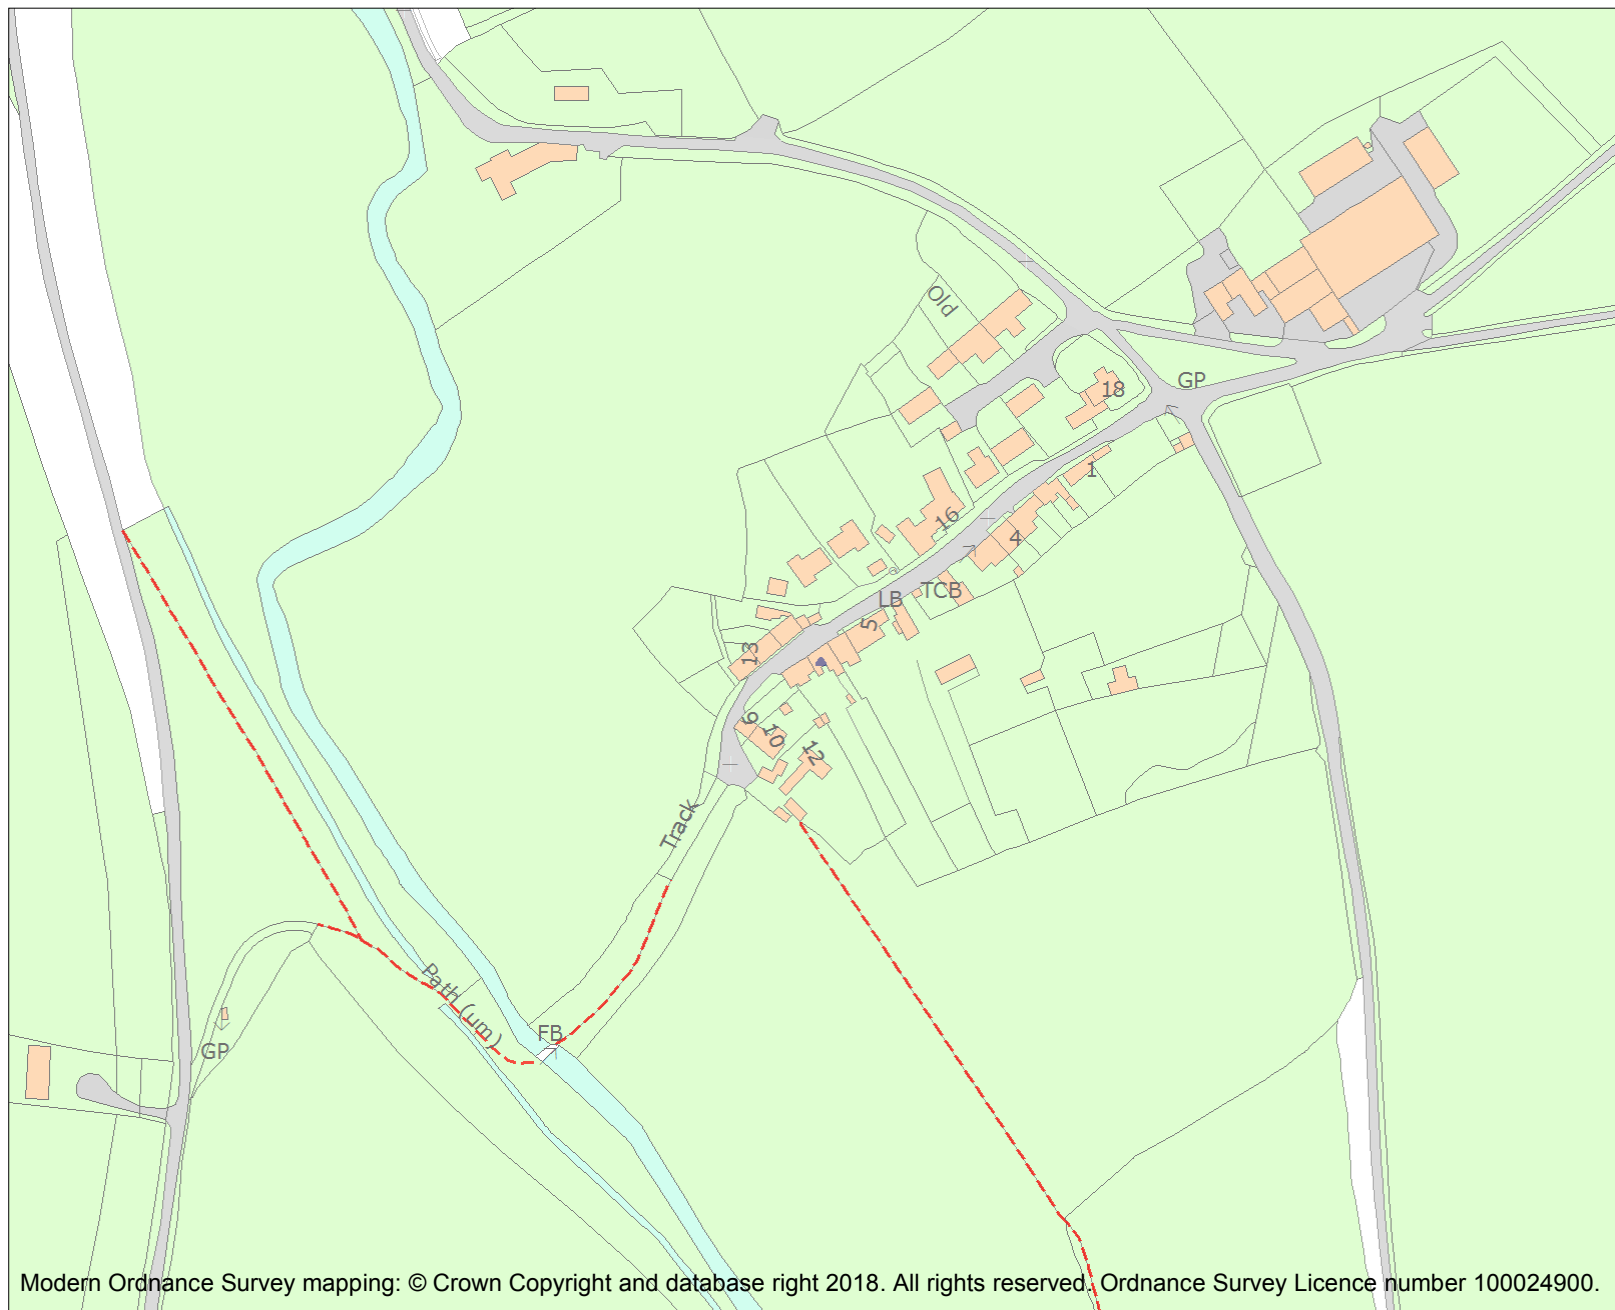 Old
18
GP
1
16
4
TCB
LB
5
13
9
10
12
Track
Path (um)
FB
GP
Modern Ordnance Survey mapping: © Crown Copyright and database right 2018. All rights reserved. Ordnance Survey Licence number 100024900.